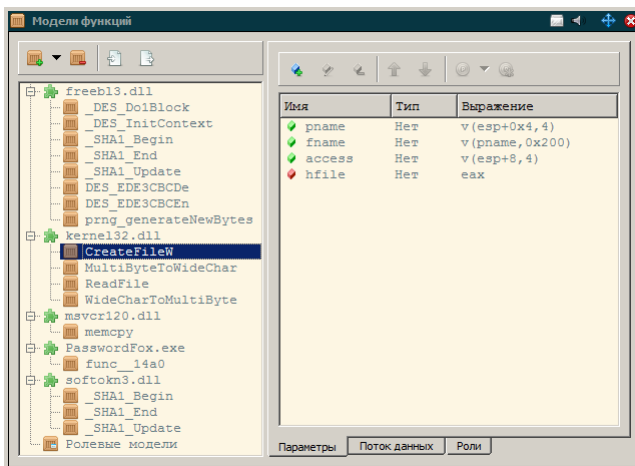 Модели функций
freebl3.dll
_DES_Do1Block
_DES_InitContext
_SHA1_Begin
_SHA1_End
_SHA1_Update
DES_EDE3CBCDe
DES_EDE3CBCEn
prng_generateNewBytes
kernel32.dll
CreateFileW
MultiByteToWideChar
ReadFile
WideCharToMultiByte
msvcr120.dll
memcpy
PasswordFox.exe
func__14a0
softokn3.dll
_SHA1_Begin
_SHA1_End
_SHA1_Update
Ролевые модели
Имя Тип Выражение
pname Нет v(esp+0x4,4)
fname Нет v(pname,0x200)
access Нет v(esp+8,4)
hfile Нет eax
Параметры Поток данных Роли